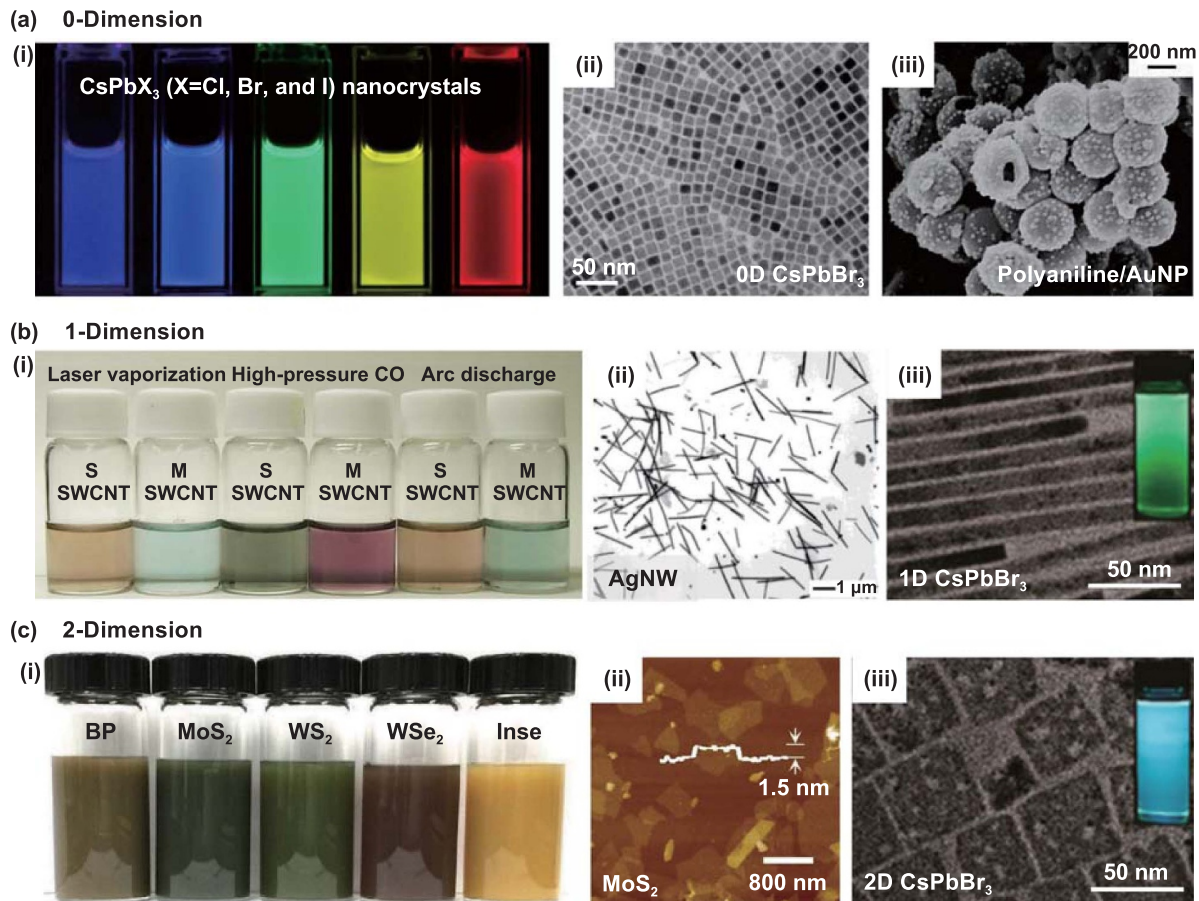 (a) 0-Dimension
(i)
CsPbX₃ (X=Cl, Br, and I) nanocrystals
(ii)
50 nm
0D CsPbBr₃
(iii)
200 nm
Polyaniline/AuNP
(b) 1-Dimension
(i)
Laser vaporization High-pressure CO Arc discharge
S
SWCNT
M
SWCNT
S
SWCNT
M
SWCNT
S
SWCNT
M
SWCNT
(ii)
AgNW
1 μm
(iii)
1D CsPbBr₃
50 nm
(c) 2-Dimension
(i)
BP
MoS₂
WS₂
WSe₂
Inse
(ii)
1.5 nm
MoS₂
800 nm
(iii)
2D CsPbBr₃
50 nm